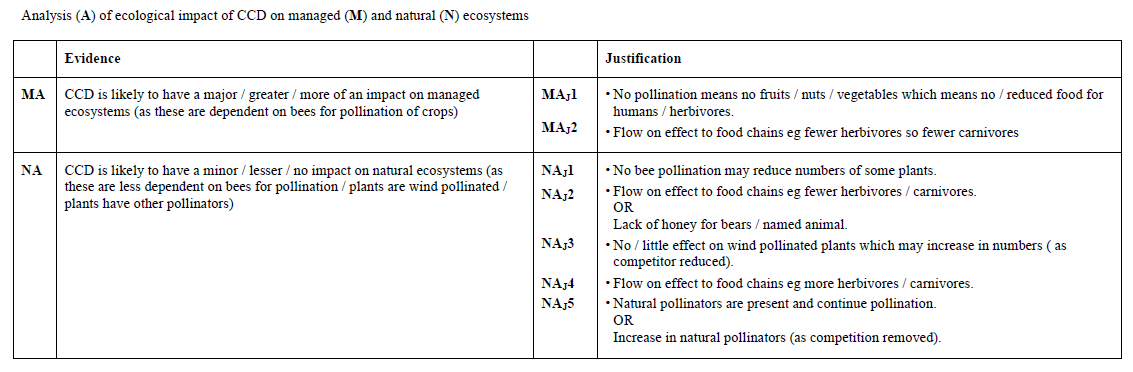 Analysis (A) of ecological impact of CCD on managed (M) and natural (N) ecosystems
Evidence
Justification
MA
CCD is likely to have a major / greater / more of an impact on managed
ecosystems (as these are dependent on bees for pollination of crops)
MAJ1
• No pollination means no fruits / nuts / vegetables which means no / reduced food for
humans / herbivores.
MAJ2
• Flow on effect to food chains eg fewer herbivores so fewer carnivores
NA
CCD is likely to have a minor / lesser / no impact on natural ecosystems (as
these are less dependent on bees for pollination / plants are wind pollinated /
plants have other pollinators)
NAJ1
• No bee pollination may reduce numbers of some plants.
NAJ2
• Flow on effect to food chains eg fewer herbivores / carnivores.
OR
Lack of honey for bears / named animal.
NAJ3
• No / little effect on wind pollinated plants which may increase in numbers ( as
competitor reduced).
NAJ4
• Flow on effect to food chains eg more herbivores / carnivores.
NAJ5
• Natural pollinators are present and continue pollination.
OR
Increase in natural pollinators (as competition removed).